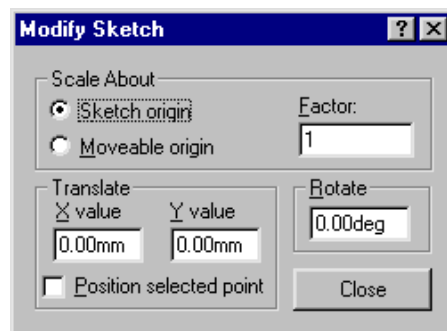 Modify Sketch
Scale About
Sketch origin
Factor:
Moveable origin
1
Translate
X value Y value
0.00mm 0.00mm
Position selected point
Rotate
0.00deg
Close